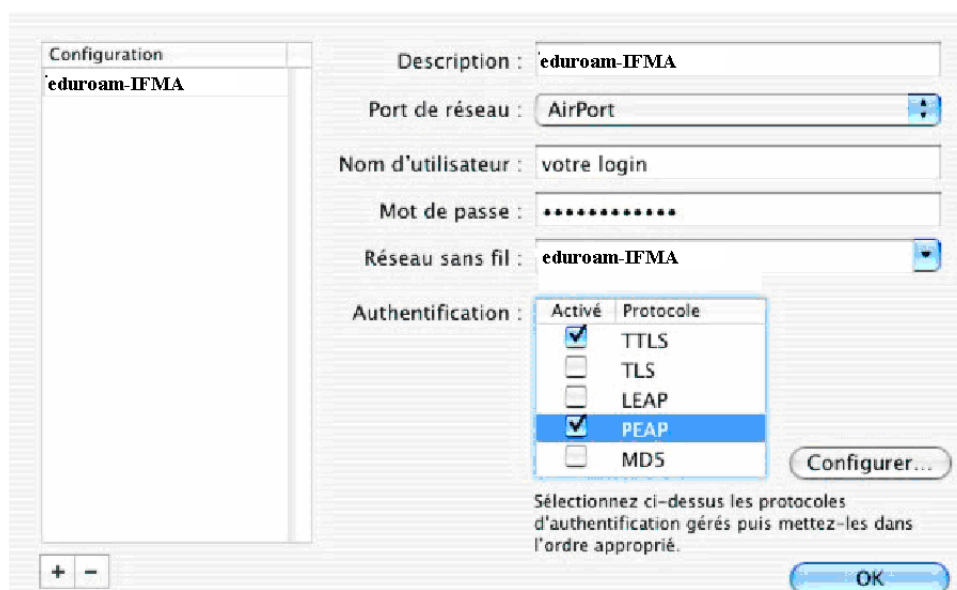 Configuration
eduroam-IFMA
Description : eduroam-IFMA
Port de réseau : AirPort
Nom d'utilisateur : votre login
Mot de passe : ••••••••••••
Réseau sans fil : eduroam-IFMA
Authentification :
Activé Protocole
TTLS
TLS
LEAP
PEAP
MD5
Configurer...
Sélectionnez ci-dessus les protocoles
d'authentification gérés puis mettez-les dans
l'ordre approprié.
+ −
OK